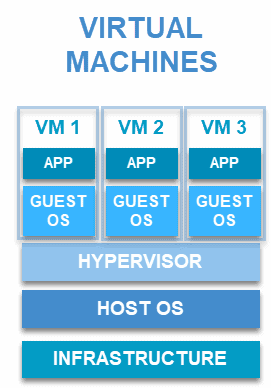 VIRTUAL
MACHINES
VM 1 VM 2 VM 3
APP APP APP
GUEST GUEST GUEST
OS OS OS
HYPERVISOR
HOST OS
INFRASTRUCTURE